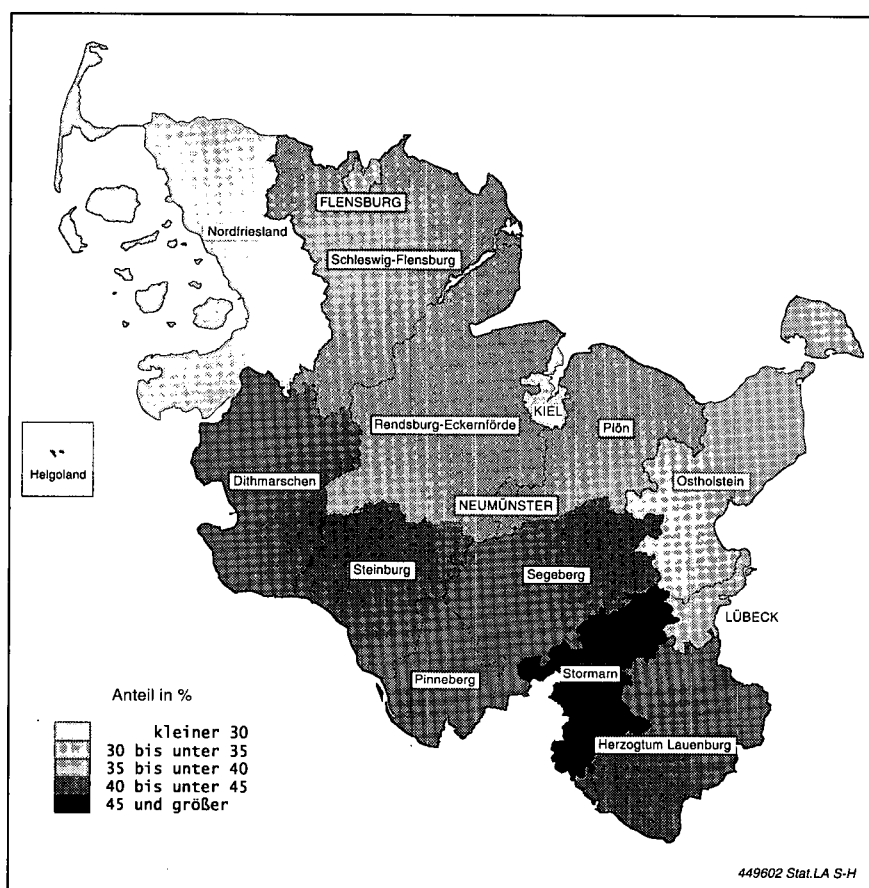 FLENSBURG
Nordfriesland
Schleswig-Flensburg
KIEL
Rendsburg-Eckernförde
Plön
Helgoland
Dithmarschen
Ostholstein
NEUMÜNSTER
Steinburg
Segeberg
LÜBECK
Pinneberg
Stormarn
Herzogtum Lauenburg
Anteil in %
kleiner 30
30 bis unter 35
35 bis unter 40
40 bis unter 45
45 und größer
449602 Stat.LA S-H